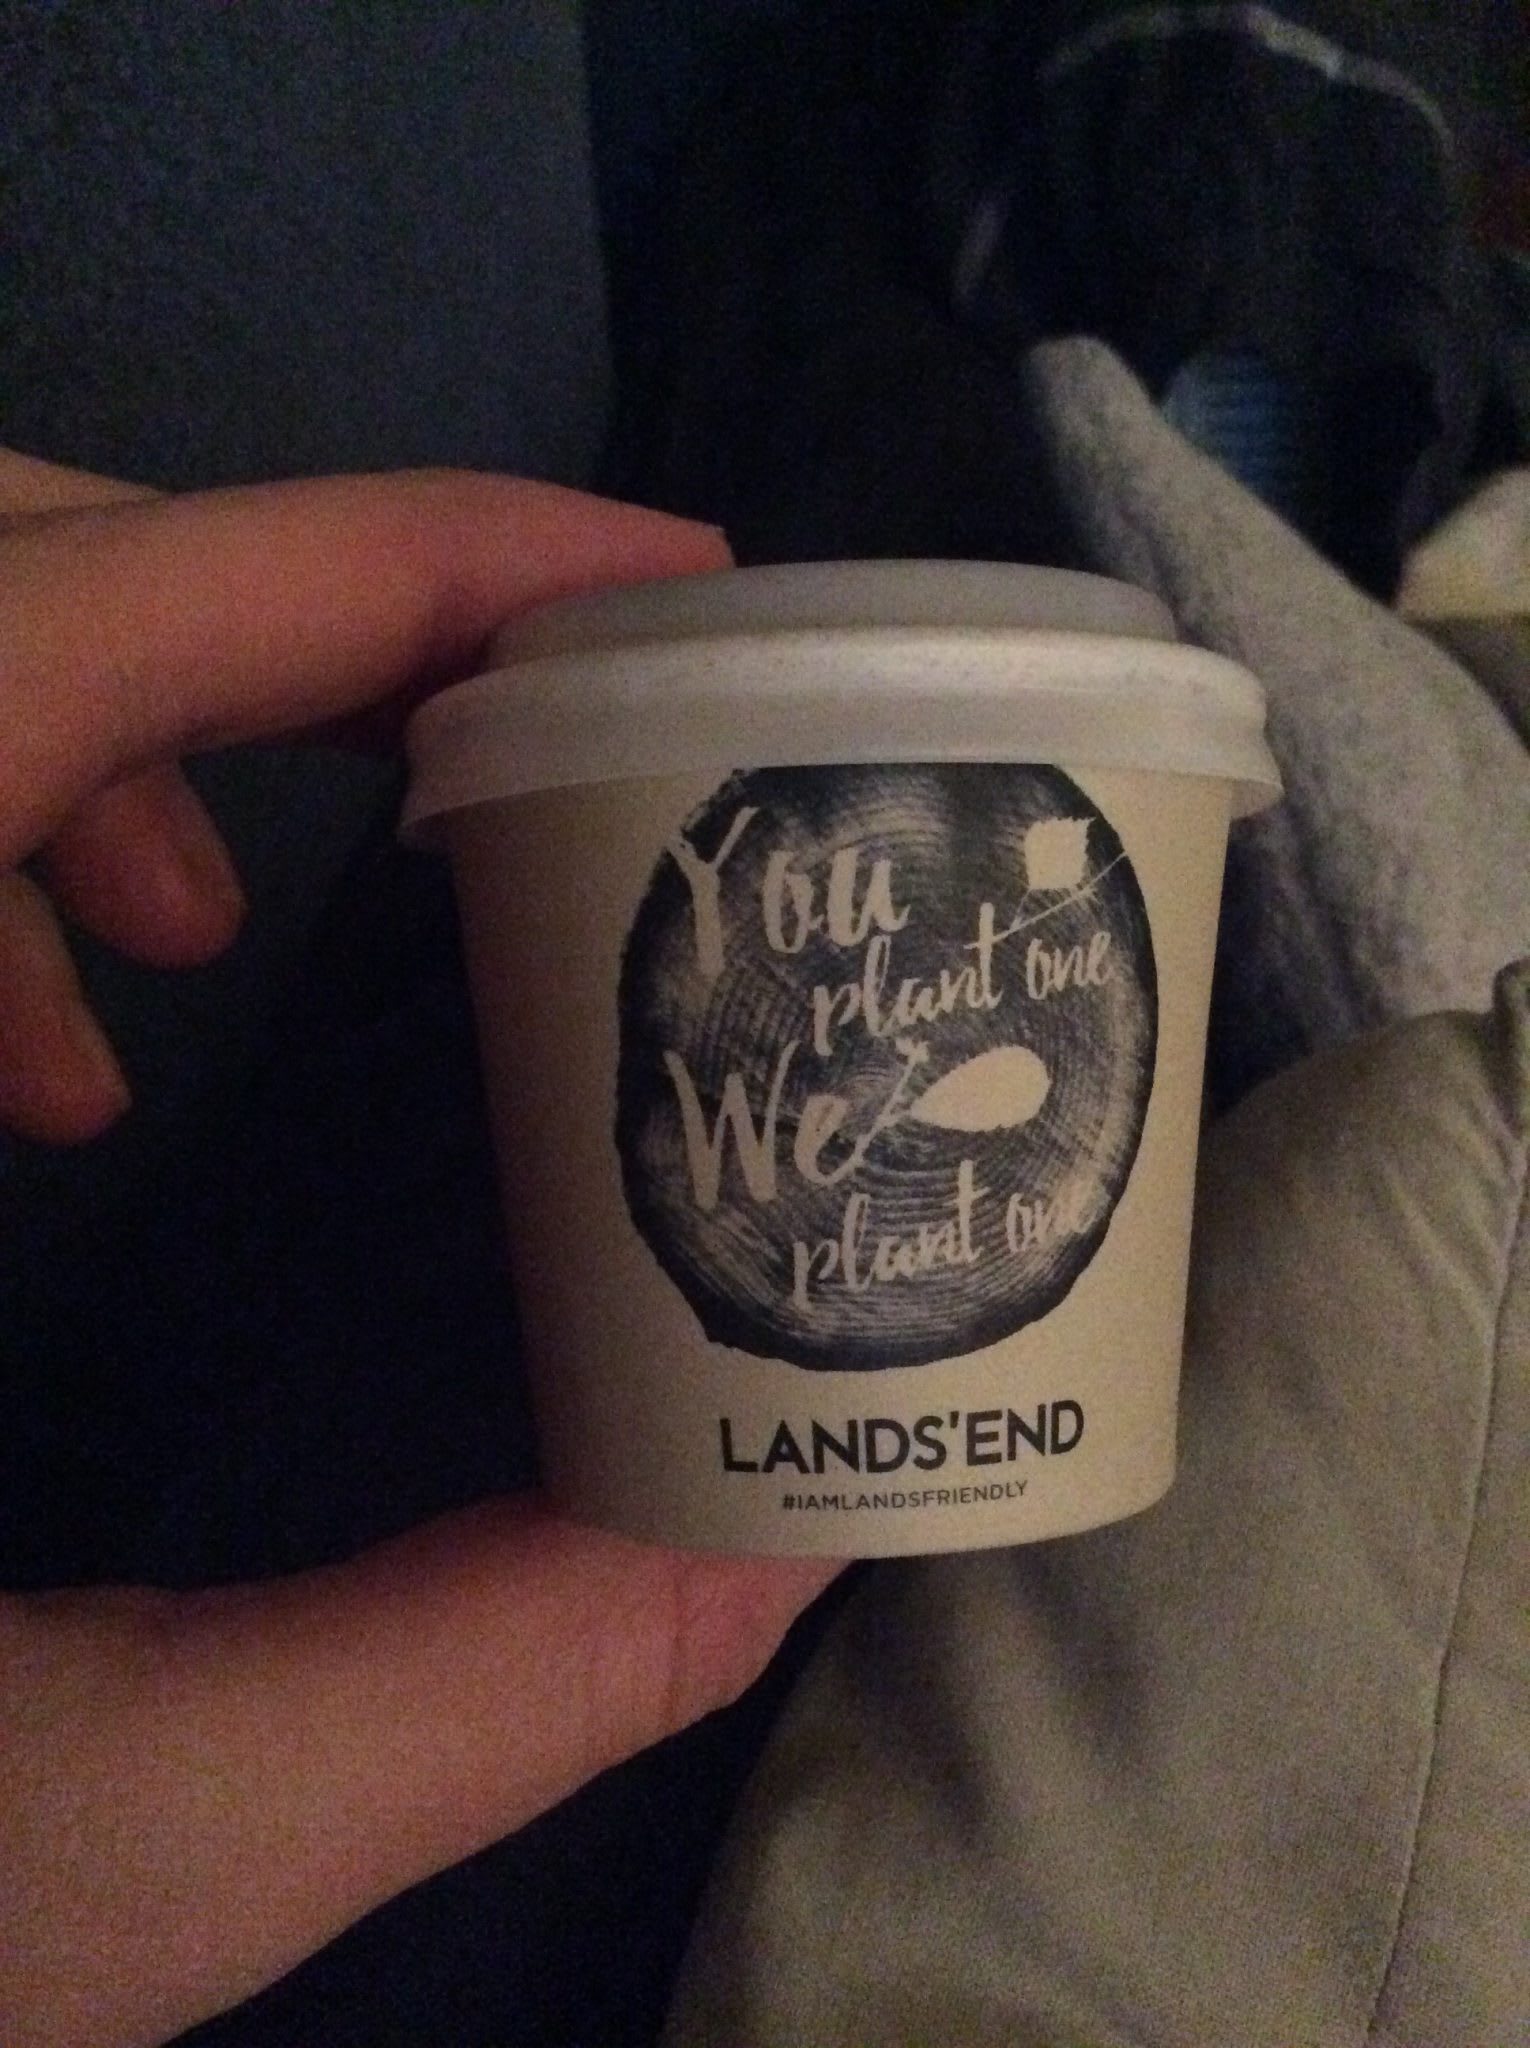 You
plant one
We
plant one
LANDS'END
#IAMLANDSFRIENDLY